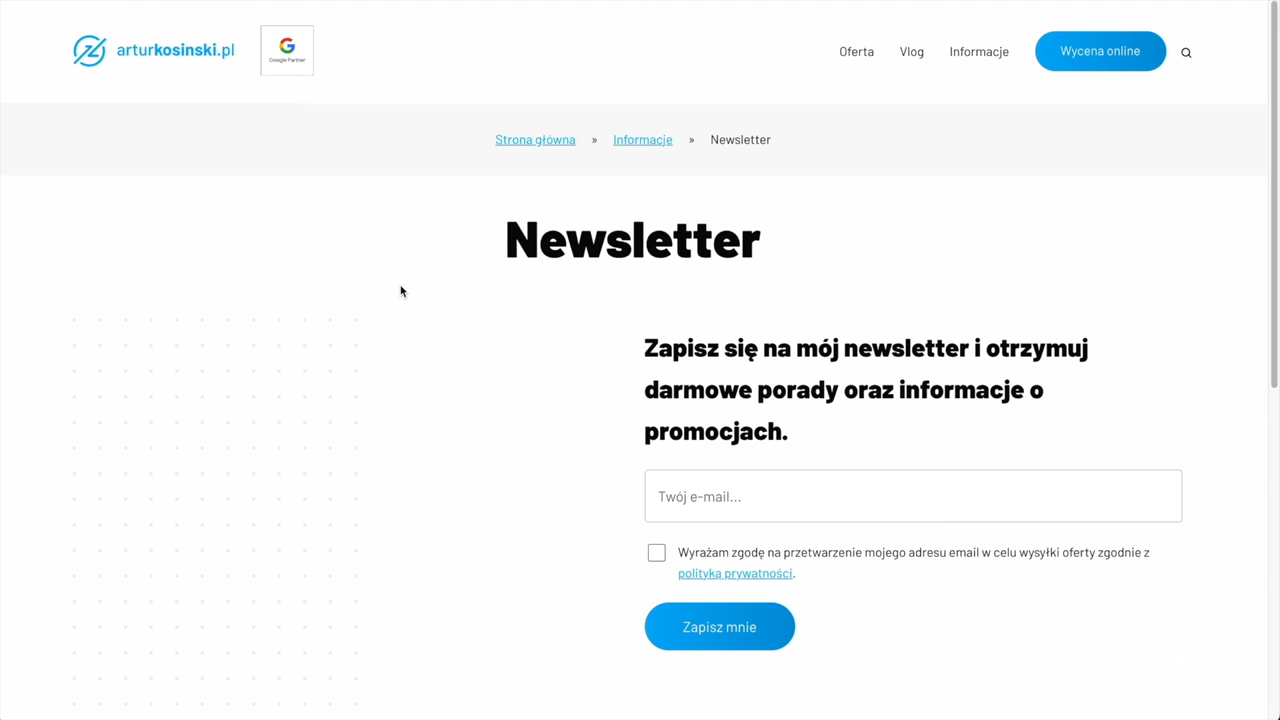 arturkosinski.pl
Google Partner
Oferta
Vlog
Informacje
Wycena online
Strona główna » Informacje » Newsletter
Newsletter
Zapisz się na mój newsletter i otrzymuj
darmowe porady oraz informacje o
promocjach.
Twój e-mail...
Wyrażam zgodę na przetwarzenie mojego adresu email w celu wysyłki oferty zgodnie z
polityką prywatności.
Zapisz mnie